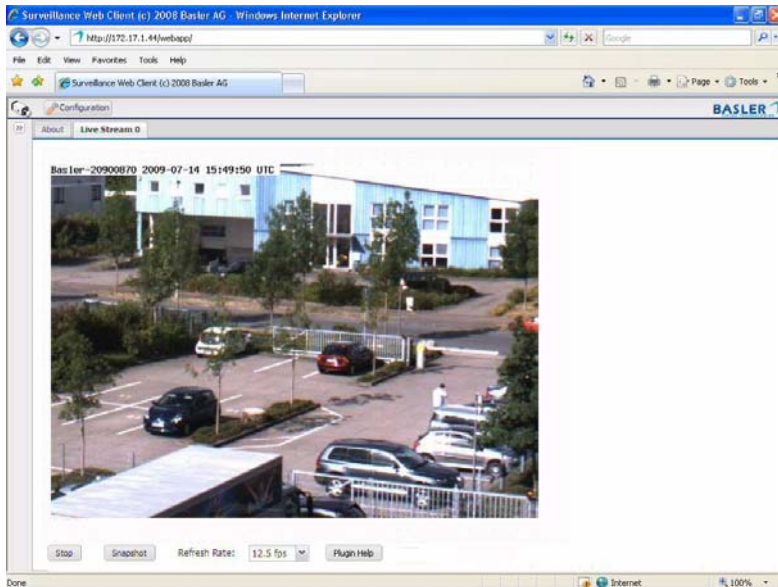 Surveillance Web Client (c) 2008 Basler AG - Windows Internet Explorer
http://172.17.1.44/webapp/
Google
File Edit View Favorites Tools Help
Surveillance Web Client (c) 2008 Basler AG
Page Tools
Configuration
BASLER
About Live Stream 0
Basler-20900870 2009-07-14 15:49:50 UTC
Stop Snapshot Refresh Rate: 12.5 fps Plugin Help
Done Internet 100%